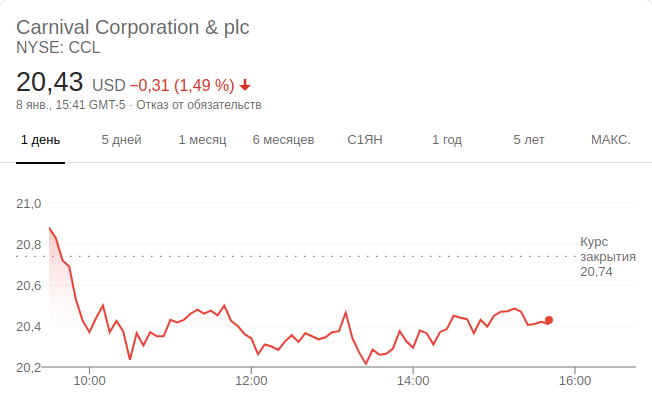 Carnival Corporation & plc
NYSE: CCL
20,43 USD −0,31 (1,49 %)
8 янв., 15:41 GMT-5 · Отказ от обязательств
1 день 5 дней 1 месяц 6 месяцев С1ЯН 1 год 5 лет МАКС.
21,0
20,8
Курс
закрытия
20,74
20,6
20,4
20,2
10:00 12:00 14:00 16:00